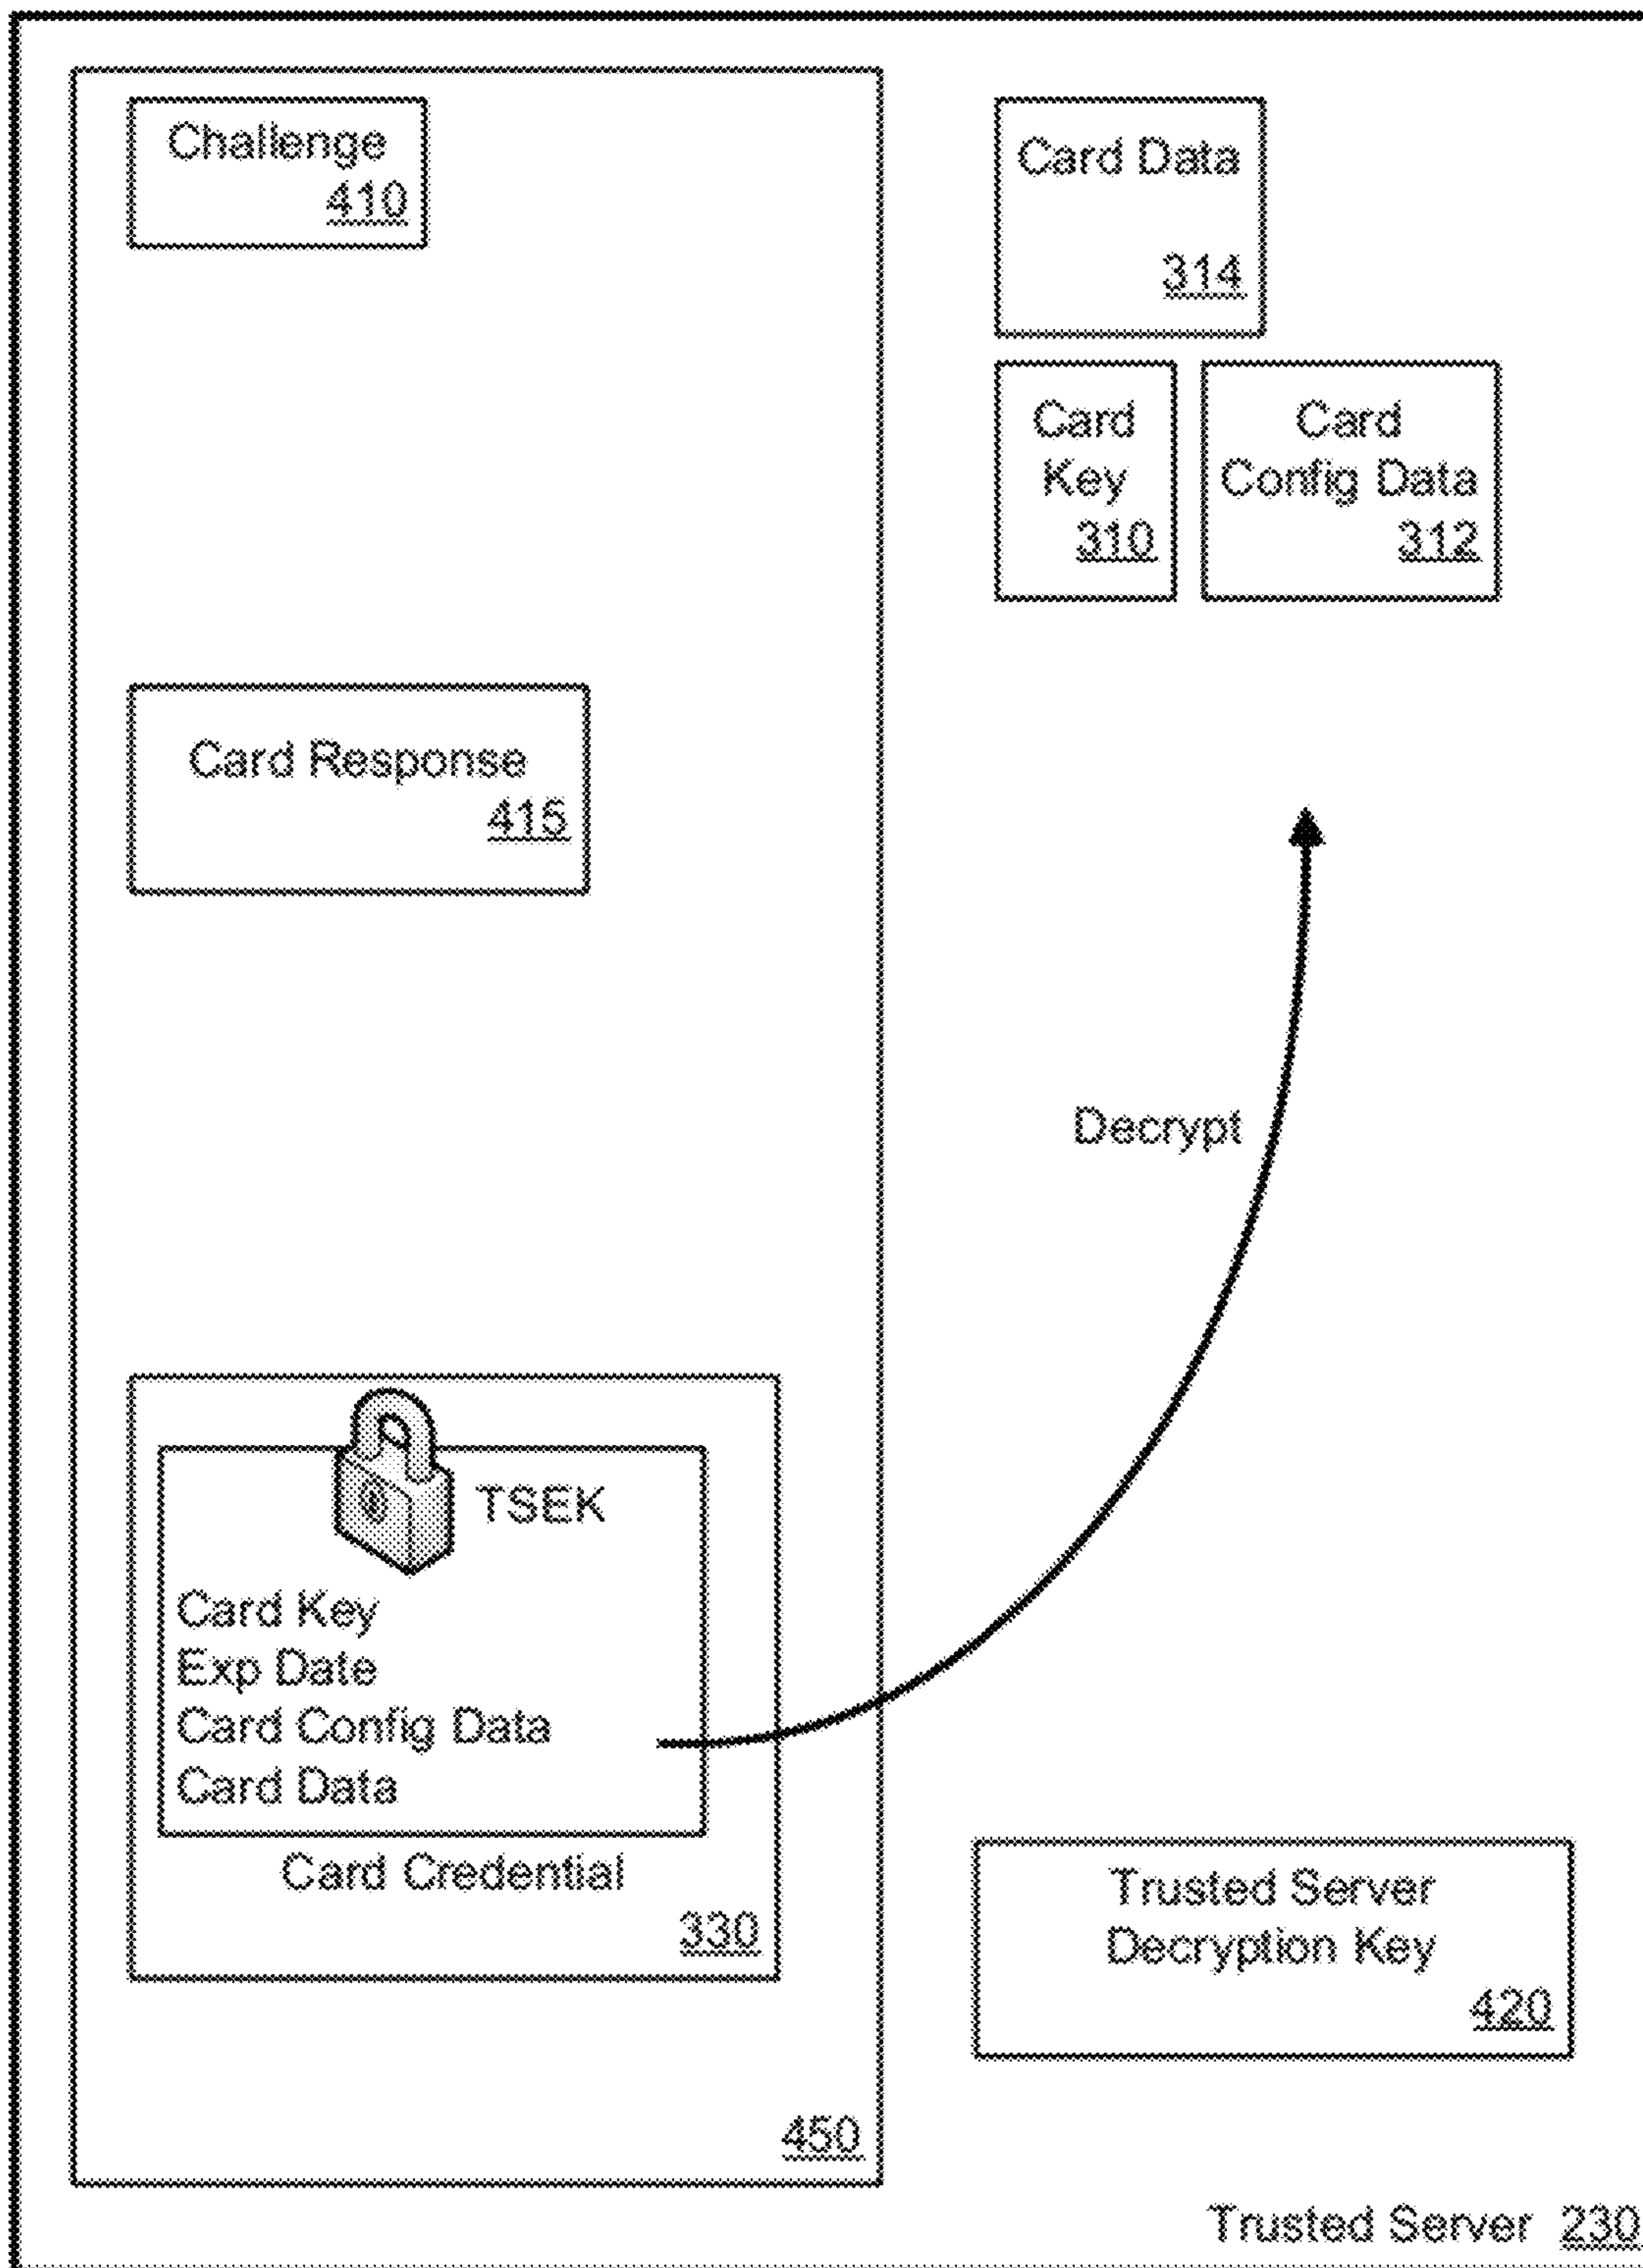 Challenge
410
Card Data
314
Card
Key
310
Card
Config Data
312
Card Response
415
Decrypt
TSEK
Card Key
Exp Date
Card Config Data
Card Data
Card Credential
330
Trusted Server
Decryption Key
420
450
Trusted Server 230